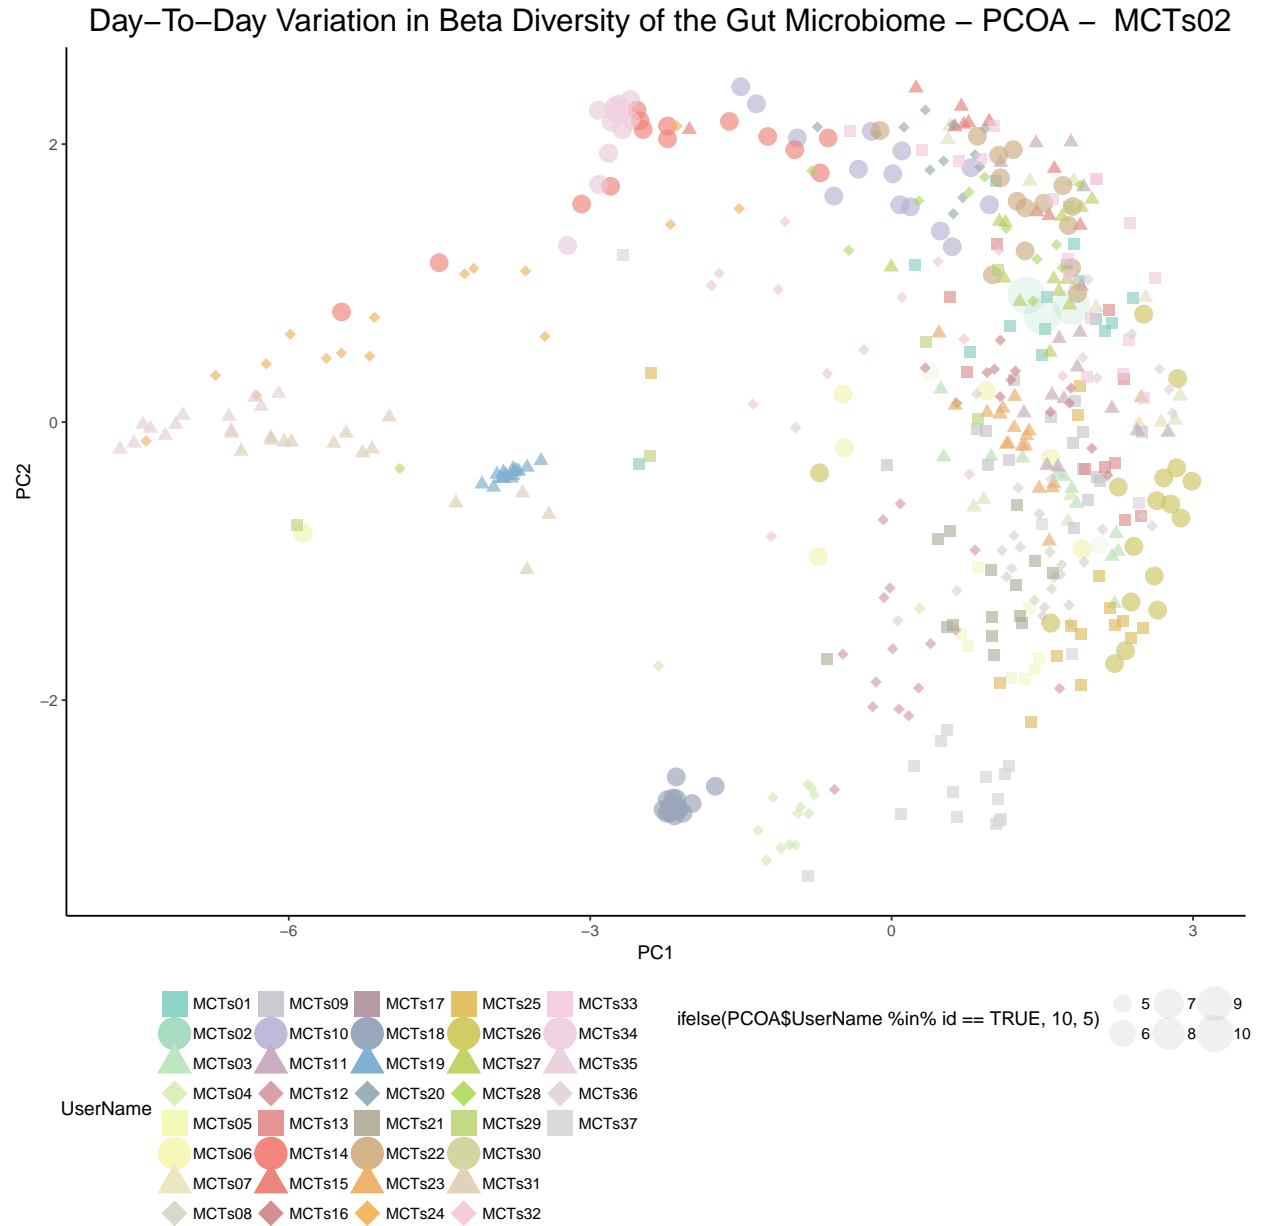 Day−To−Day Variation in Beta Diversity of the Gut Microbiome − PCOA − MCTs02
2
0
−2
PC2
−6 −3 0 3
PC1
UserName
MCTs01 MCTs09 MCTs17 MCTs25 MCTs33
MCTs02 MCTs10 MCTs18 MCTs26 MCTs34
MCTs03 MCTs11 MCTs19 MCTs27 MCTs35
MCTs04 MCTs12 MCTs20 MCTs28 MCTs36
MCTs05 MCTs13 MCTs21 MCTs29 MCTs37
MCTs06 MCTs14 MCTs22 MCTs30
MCTs07 MCTs15 MCTs23 MCTs31
MCTs08 MCTs16 MCTs24 MCTs32
ifelse(PCOA$UserName %in% id == TRUE, 10, 5)
5 7 9
6 8 10